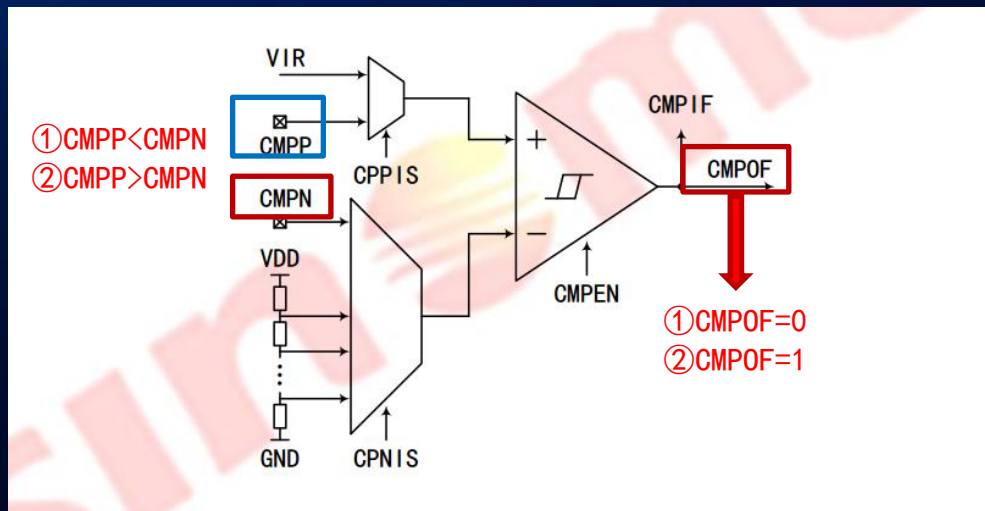 VIR
CMPIF
①CMPP<CMPN
CMPP
+
CMPOF
②CMPP>CMPN
CPPIS
CMPN
−
VDD
CMPEN
①CMPOF=0
②CMPOF=1
GND
CPNIS